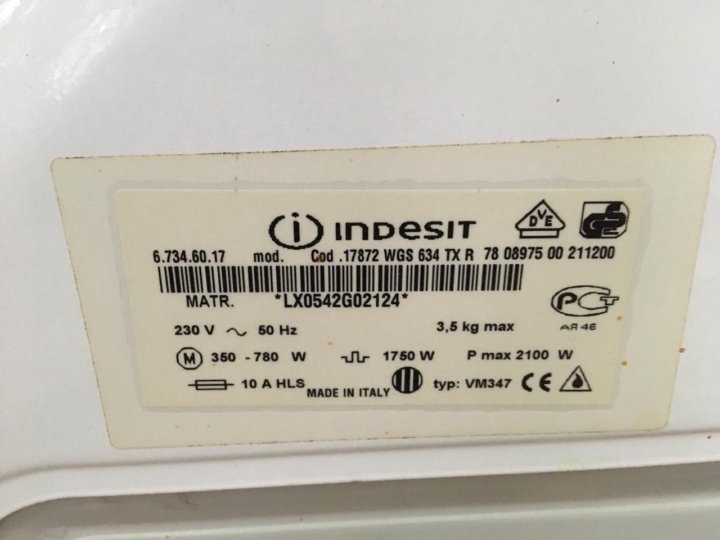 INDESIT
DVE
GS
6.734.60.17 mod. Cod .17872 WGS 634 TX R 78 08975 00 211200
MATR. *LX0542G02124*
РСТ
АЯ 46
230 V ~ 50 Hz 3,5 kg max
M 350 - 780 W 1750 W P max 2100 W
10 A HLS MADE IN ITALY typ: VM347 CE